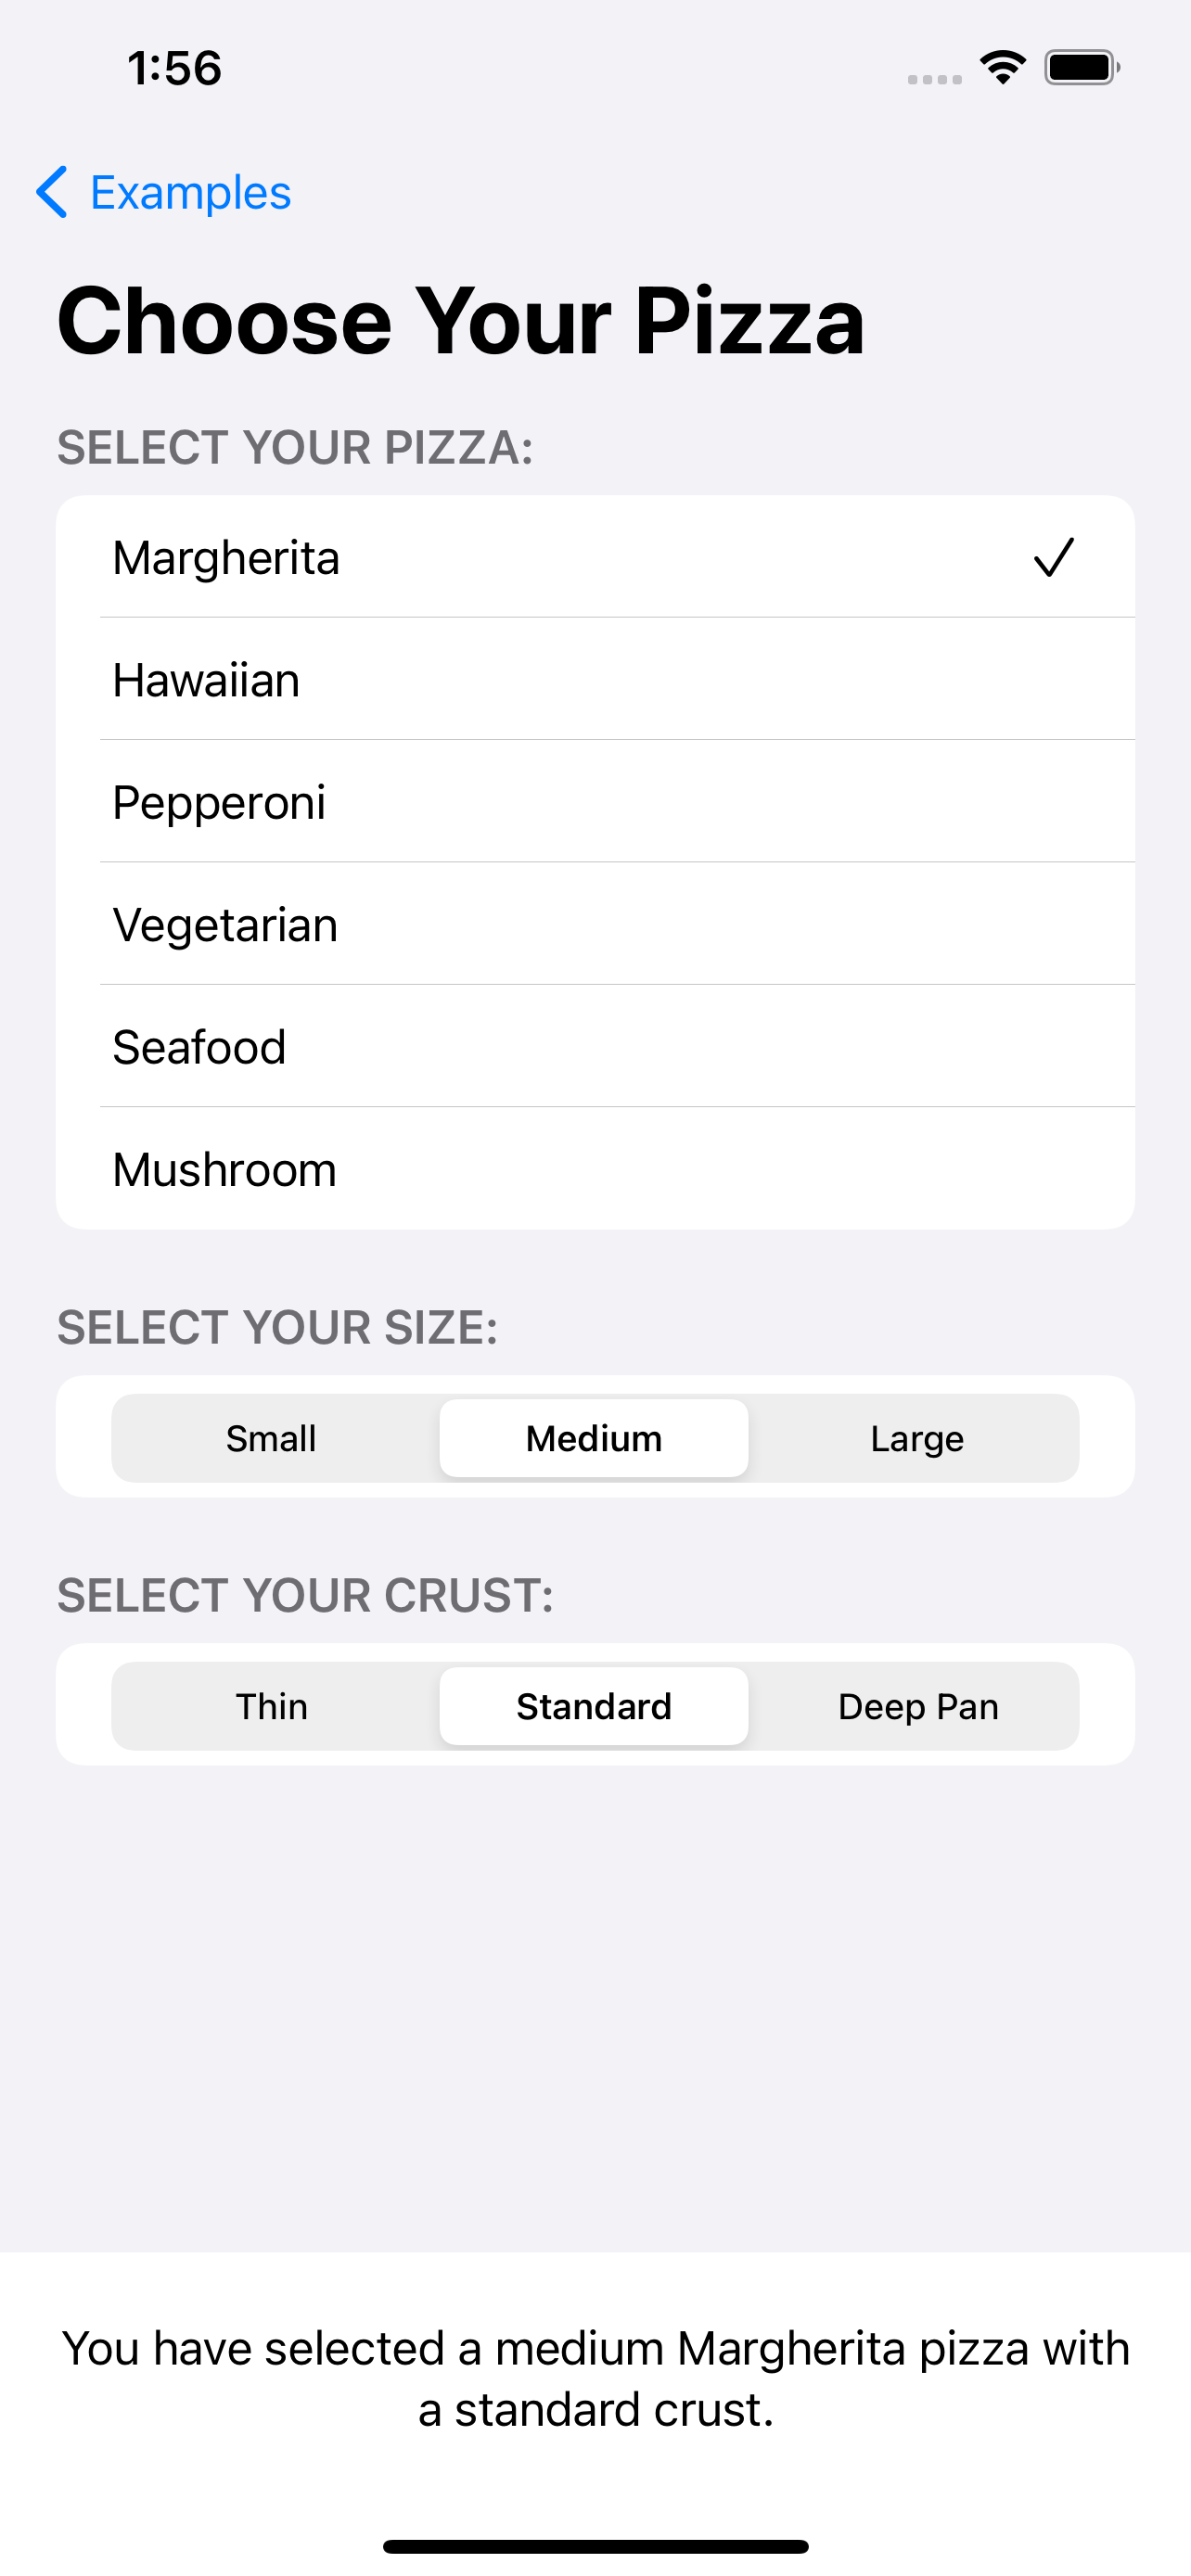 1:56
Examples
Choose Your Pizza
SELECT YOUR PIZZA:
Margherita
Hawaiian
Pepperoni
Vegetarian
Seafood
Mushroom
SELECT YOUR SIZE:
Small Medium Large
SELECT YOUR CRUST:
Thin Standard Deep Pan
You have selected a medium Margherita pizza with
a standard crust.